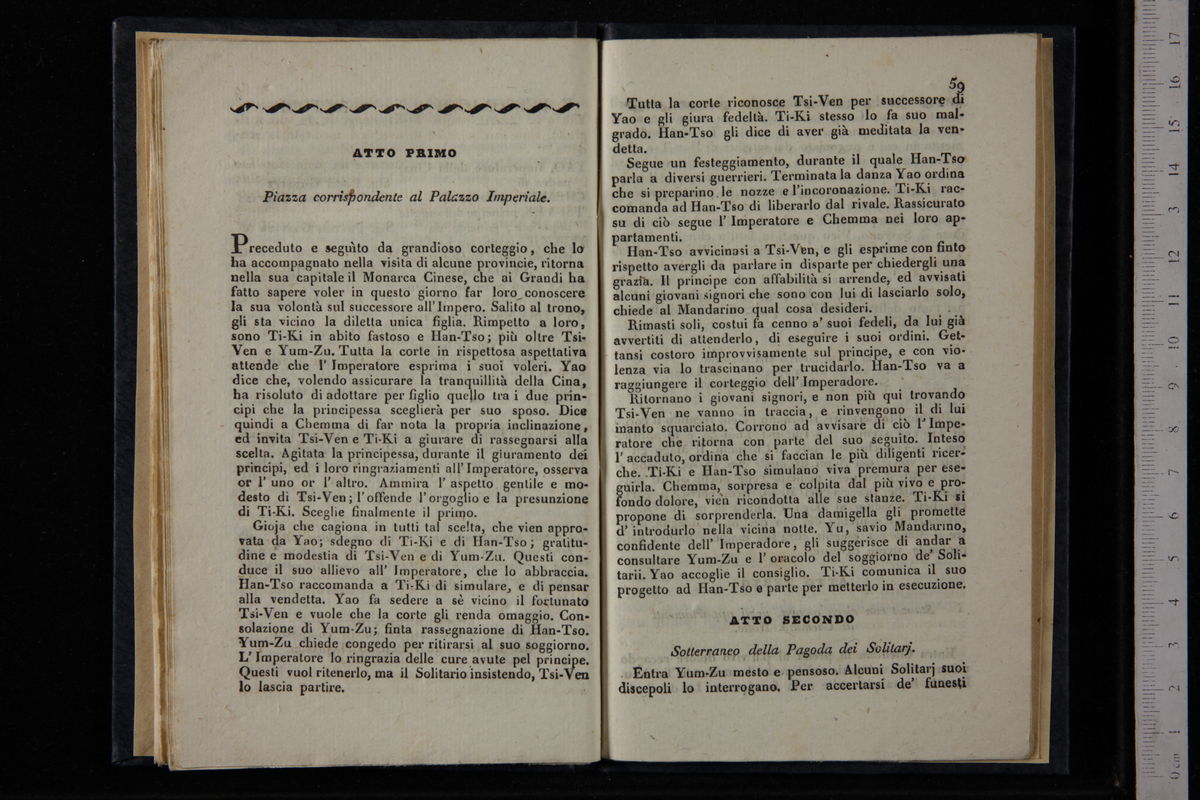 ATTO PRIMO
Piazza corrispondente al Palazzo Imperiale.
Preceduto e seguìto da grandioso corteggio, che lo
ha accompagnato nella visita di alcune provincie, ritorna
nella sua capitale il Monarca Cinese, che ai Grandi ha
fatto sapere voler in questo giorno far loro conoscere
la sua volontà sul successore all'Impero. Salito al trono,
gli sta vicino la diletta unica figlia. Rimpetto a loro,
sono Ti-Ki in abito fastoso e Han-Tso; più oltre Tsi-
Ven e Yum-Zu. Tutta la corte in rispettosa aspettativa
attende che l' Imperatore esprima i suoi voleri. Yao
dice che, volendo assicurare la tranquillità della Cina,
ha risoluto di adottare per figlio quello tra i due prin-
cipi che la principessa sceglierà per suo sposo. Dice
quindi a Chemma di far nota la propria inclinazione,
ed invita Tsi-Ven e Ti-Ki a giurare di rassegnarsi alla
scelta. Agitata la principessa, durante il giuramento dei
principi, ed i loro ringraziamenti all'Imperatore, osserva
or l' uno or l' altro. Ammira l' aspetto gentile e mo-
desto di Tsi-Ven; l'offende l'orgoglio e la presunzione
di Ti-Ki. Sceglie finalmente il primo.
Gioja che cagiona in tutti tal scelta, che vien appro-
vata da Yao; sdegno di Ti-Ki e di Han-Tso; gratitu-
dine e modestia di Tsi-Ven e di Yum-Zu. Questi con-
duce il suo allievo all' Imperatore, che lo abbraccia.
Han-Tso raccomanda a Ti-Ki di simulare, e di pensar
alla vendetta. Yao fa sedere a sè vicino il fortunato
Tsi-Ven e vuole che la corte gli renda omaggio. Con-
solazione di Yum-Zu; finta rassegnazione di Han-Tso.
Yum-Zu chiede congedo per ritirarsi al suo soggiorno.
L' Imperatore lo ringrazia delle cure avute pel principe.
Questi vuol ritenerlo, ma il Solitario insistendo, Tsi-Ven
lo lascia partire.
59
Tutta la corte riconosce Tsi-Ven per successore di
Yao e gli giura fedeltà. Ti-Ki stesso lo fa suo mal-
grado. Han-Tso gli dice di aver già meditata la ven-
detta.
Segue un festeggiamento, durante il quale Han-Tso
parla a diversi guerrieri. Terminata la danza Yao ordina
che si preparino le nozze e l'incoronazione. Ti-Ki rac-
comanda ad Han-Tso di liberarlo dal rivale. Rassicurato
su di ciò segue l' Imperatore e Chemma nei loro ap-
partamenti.
Han-Tso avvicinasi a Tsi-Ven, e gli esprime con finto
rispetto avergli da parlare in disparte per chiedergli una
grazia. Il principe con affabilità si arrende, ed avvisati
alcuni giovani signori che sono con lui di lasciarlo solo,
chiede al Mandarino qual cosa desideri.
Rimasti soli, costui fa cenno a' suoi fedeli, da lui già
avvertiti di attenderlo, di eseguire i suoi ordini. Get-
tansi costoro improvvisamente sul principe, e con vio-
lenza via lo trascinano per trucidarlo. Han-Tso va a
raggiungere il corteggio dell' Imperadore.
Ritornano i giovani signori, e non più qui trovando
Tsi-Ven ne vanno in traccia, e rinvengono il di lui
manto squarciato. Corrono ad avvisare di ciò l' Impe-
ratore che ritorna con parte del suo seguito. Inteso
l' accaduto, ordina che si faccian le più diligenti ricer-
che. Ti-Ki e Han-Tso simulano viva premura per ese-
guirla. Chemma, sorpresa e colpita dal più vivo e pro-
fondo dolore, vien ricondotta alle sue stanze. Ti-Ki si
propone di sorprenderla. Una damigella gli promette
d' introdurlo nella vicina notte. Yu, savio Mandarino,
confidente dell' Imperadore, gli suggerisce di andar a
consultare Yum-Zu e l' oracolo del soggiorno de' Soli-
tarii. Yao accoglie il consiglio. Ti-Ki comunica il suo
progetto ad Han-Tso e parte per metterlo in esecuzione.
ATTO SECONDO
Sotterraneo della Pagoda dei Solitarj.
Entra Yum-Zu mesto e pensoso. Alcuni Solitarj suoi
discepoli lo interrogano. Per accertarsi de' funesti
0 cm 1 2 3 4 5 6 7 8 9 10 11 12 13 14 15 16 17